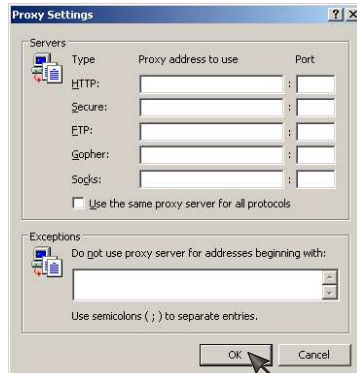 Proxy Settings
Servers
Type Proxy address to use Port
HTTP: :
Secure: :
FTP: :
Gopher: :
Socks: :
Use the same proxy server for all protocols
Exceptions
Do not use proxy server for addresses beginning with:
Use semicolons ( ; ) to separate entries.
OK Cancel